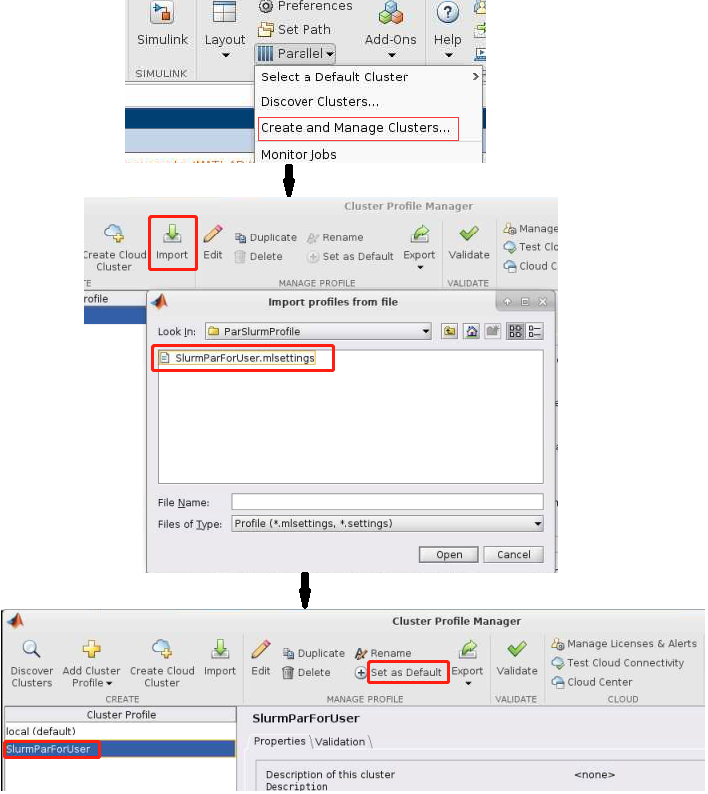 Preferences
Set Path
Simulink
Layout
Parallel
Add-Ons
Help
SIMULINK
Select a Default Cluster
Discover Clusters...
Create and Manage Clusters...
Monitor Jobs
Cluster Profile Manager
Create Cloud
Cluster
Import
Edit
Duplicate
Delete
Rename
Set as Default
Export
Validate
Manage
Test Clo
Cloud C
TE
MANAGE PROFILE
VALIDATE
rofile
Import profiles from file
Look In:
ParSlurmProfile
SlurmParForUser.mlsettings
File Name:
Files of Type:
Profile (*.mlsettings, *.settings)
Open
Cancel
Cluster Profile Manager
Discover
Clusters
Add Cluster
Profile
Create Cloud
Cluster
Import
Edit
Duplicate
Delete
Rename
Set as Default
Export
Validate
Manage Licenses & Alerts
Test Cloud Connectivity
Cloud Center
CREATE
MANAGE PROFILE
VALIDATE
CLOUD
Cluster Profile
local (default)
SlurmParForUser
SlurmParForUser
Properties
Validation
Description of this cluster
<none>
Description